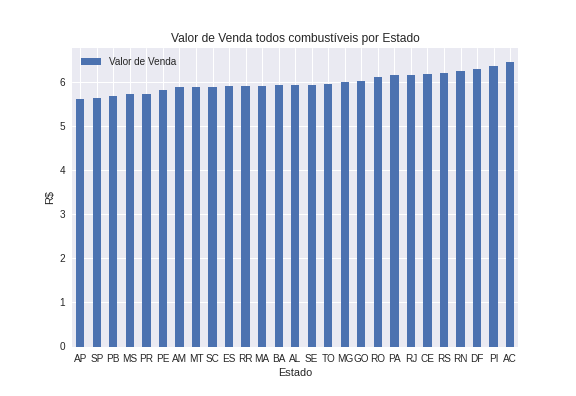 Valor de Venda todos combustíveis por Estado
Valor de Venda
6
5
4
3
2
1
0
R$
AP SP PB MS PR PE AM MT SC ES RR MA BA AL SE TO MG GO RO PA RJ CE RS RN DF PI AC
Estado